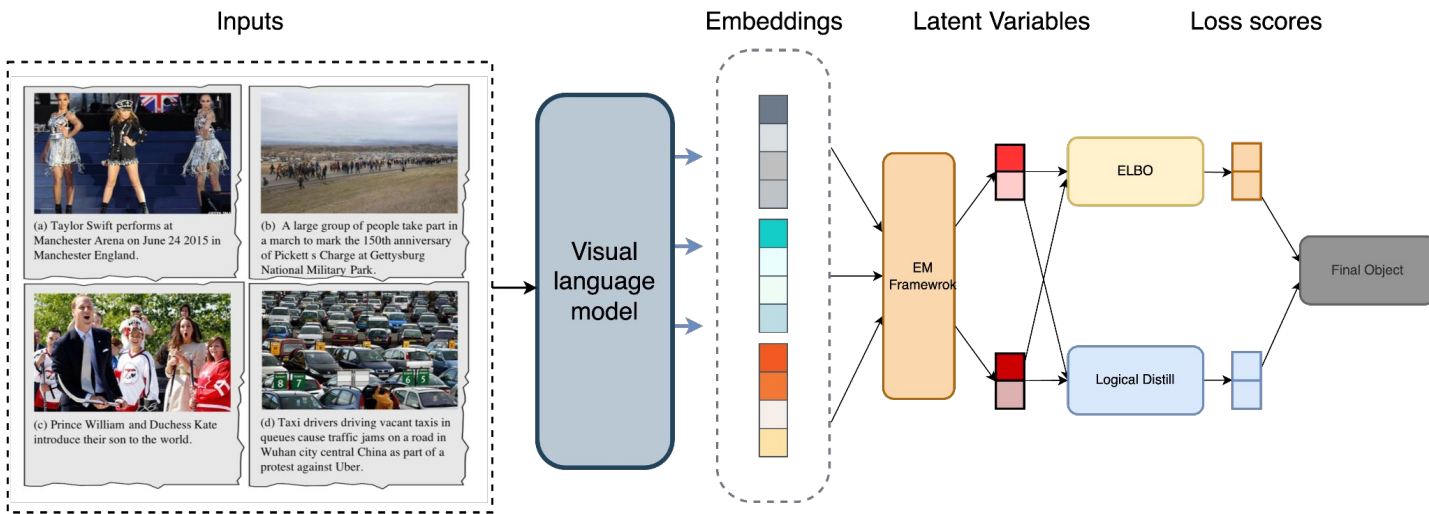 Inputs
Embeddings
Latent Variables
Loss scores
(a) Taylor Swift performs at
Manchester Arena on June 24 2015 in
Manchester England.
(b) A large group of people take part in
a march to mark the 150th anniversary
of Pickett s Charge at Gettysburg
National Military Park.
(c) Prince William and Duchess Kate
introduce their son to the world.
8 7
6 5
(d) Taxi drivers driving vacant taxis in
queues cause traffic jams on a road in
Wuhan city central China as part of a
protest against Uber.
Visual
language
model
EM
Framewrok
ELBO
Logical Distill
Final Object